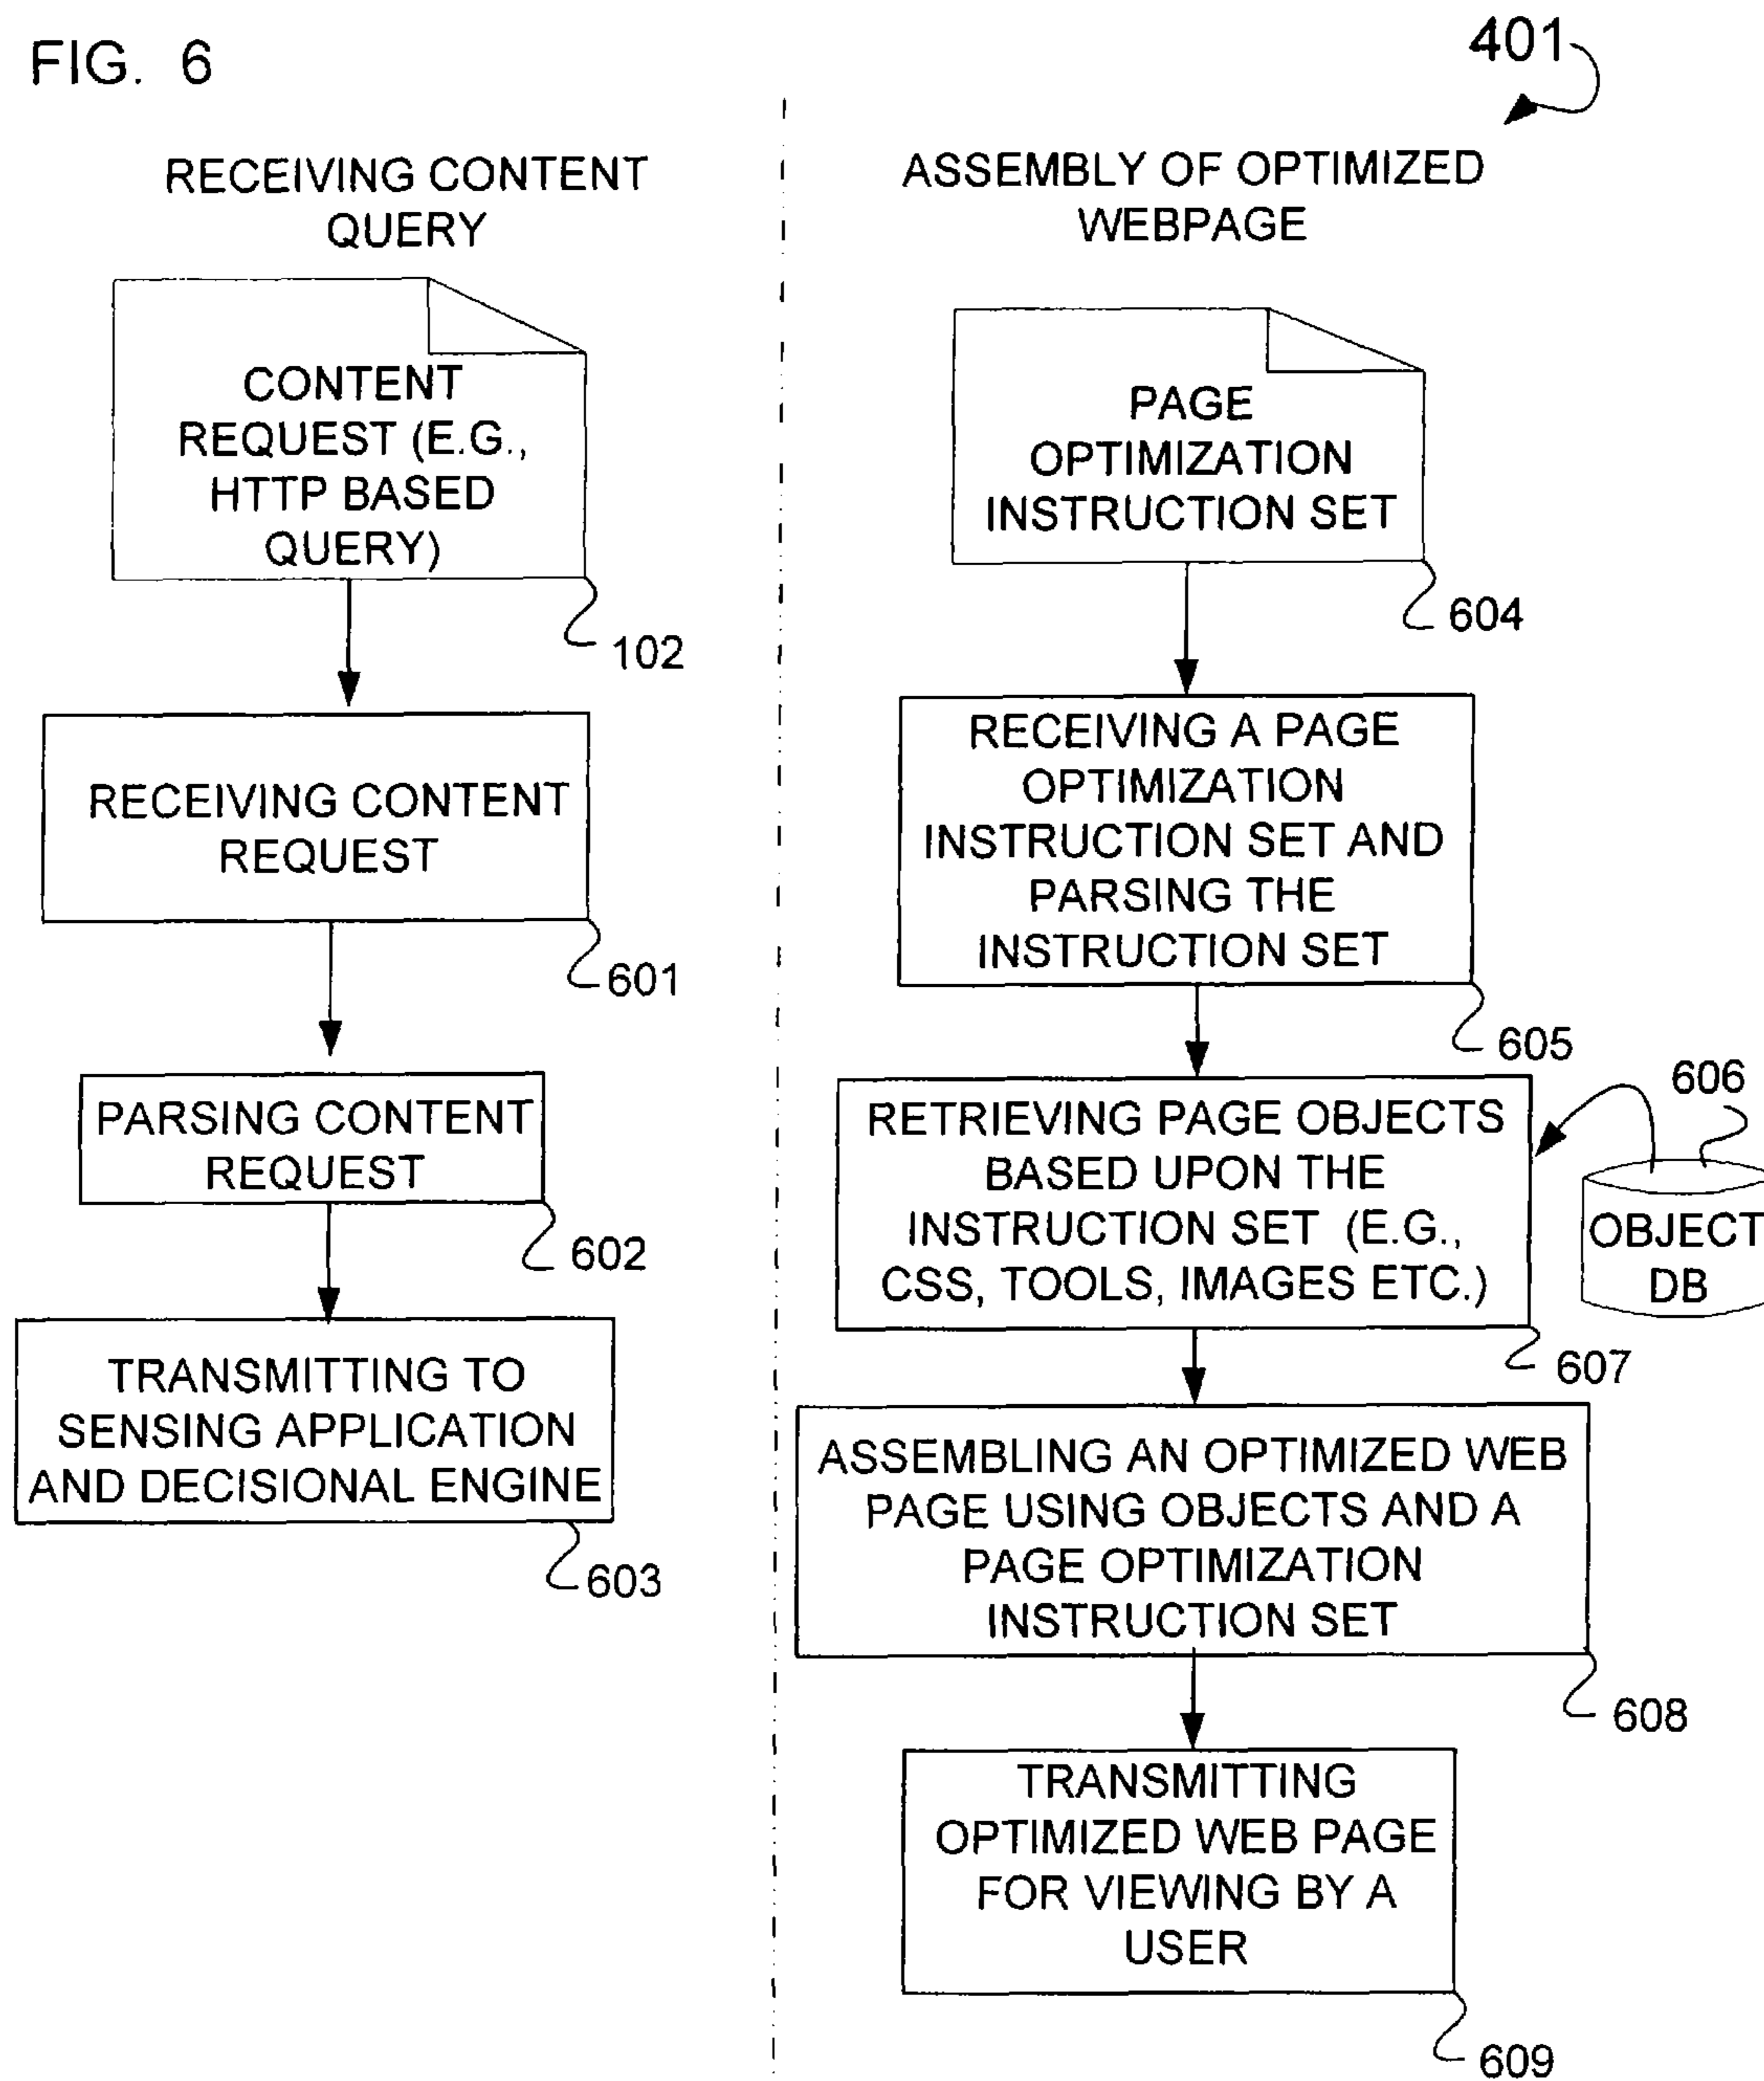 FIG. 6
401
RECEIVING CONTENT
QUERY
CONTENT
REQUEST (E.G.,
HTTP BASED
QUERY)
102
RECEIVING CONTENT
REQUEST
601
PARSING CONTENT
REQUEST
602
TRANSMITTING TO
SENSING APPLICATION
AND DECISIONAL ENGINE
603
ASSEMBLY OF OPTIMIZED
WEBPAGE
PAGE
OPTIMIZATION
INSTRUCTION SET
604
RECEIVING A PAGE
OPTIMIZATION
INSTRUCTION SET AND
PARSING THE
INSTRUCTION SET
605
RETRIEVING PAGE OBJECTS
BASED UPON THE
INSTRUCTION SET (E.G.,
CSS, TOOLS, IMAGES ETC.)
606
OBJECT
DB
607
ASSEMBLING AN OPTIMIZED WEB
PAGE USING OBJECTS AND A
PAGE OPTIMIZATION
INSTRUCTION SET
608
TRANSMITTING
OPTIMIZED WEB PAGE
FOR VIEWING BY A
USER
609